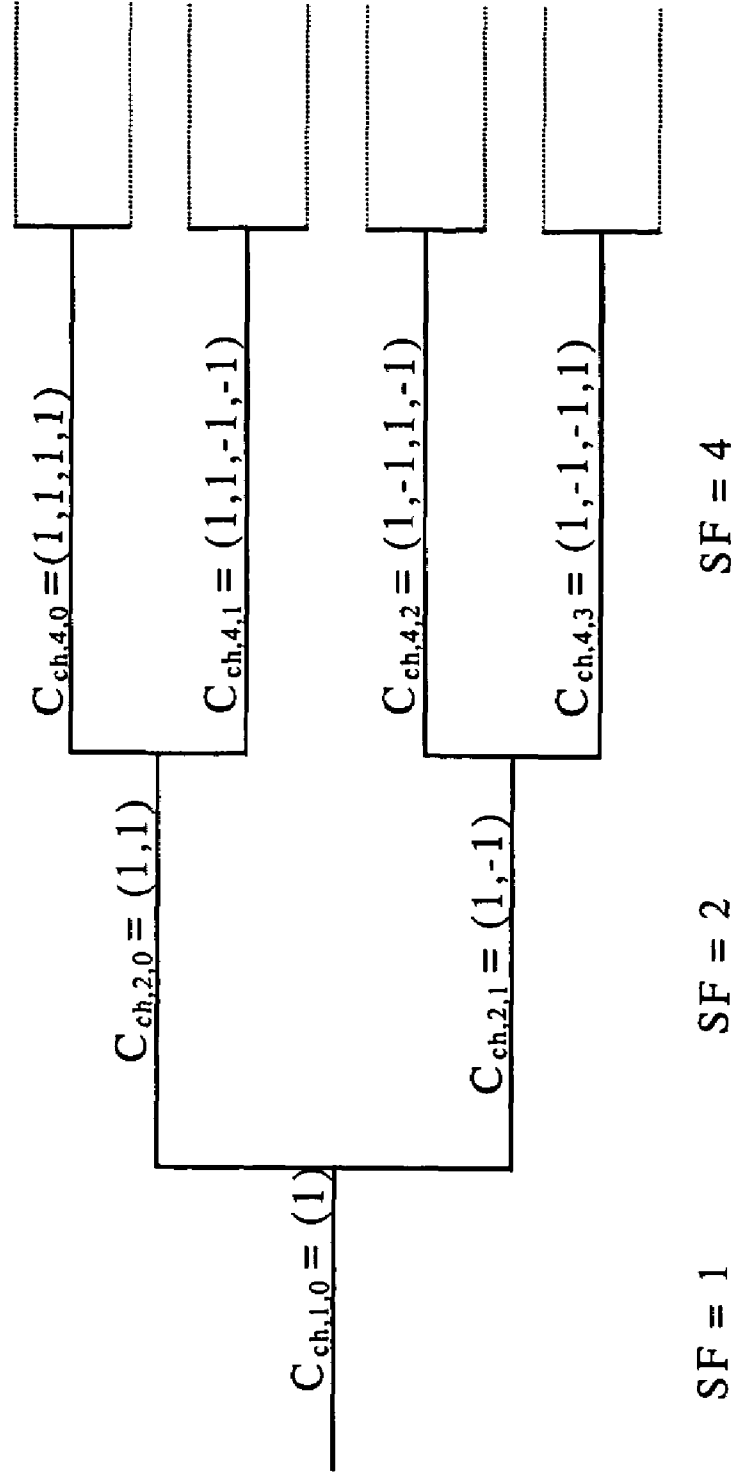 C_ch,1,0 = (1)
C_ch,2,0 = (1,1)
C_ch,2,1 = (1,-1)
C_ch,4,0 =(1,1,1,1)
C_ch,4,1 = (1,1,-1,-1)
C_ch,4,2 = (1,-1,1,-1)
C_ch,4,3 = (1,-1,-1,1)
SF = 1
SF = 2
SF = 4